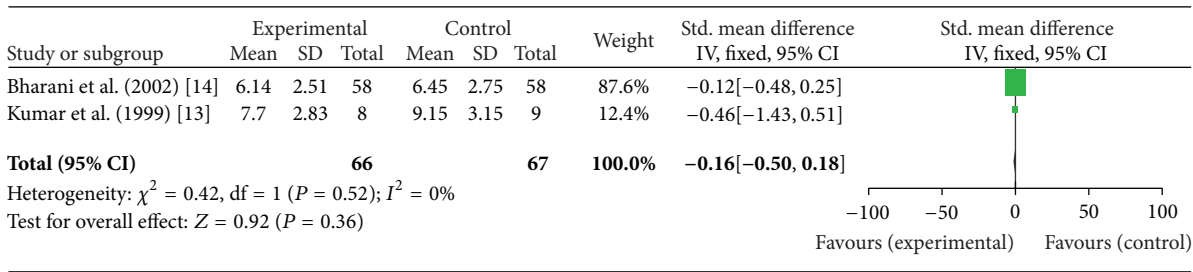 Study or subgroup Experimental Control Weight Std. mean difference Std. mean difference
Mean SD Total Mean SD Total IV, fixed, 95% CI IV, fixed, 95% CI
Bharani et al. (2002) [14] 6.14 2.51 58 6.45 2.75 58 87.6% −0.12[−0.48, 0.25]
Kumar et al. (1999) [13] 7.7 2.83 8 9.15 3.15 9 12.4% −0.46[−1.43, 0.51]
Total (95% CI) 66 67 100.0% −0.16[−0.50, 0.18]
Heterogeneity: χ² = 0.42, df = 1 (P = 0.52); I² = 0%
Test for overall effect: Z = 0.92 (P = 0.36)
−100 −50 0 50 100
Favours (experimental) Favours (control)